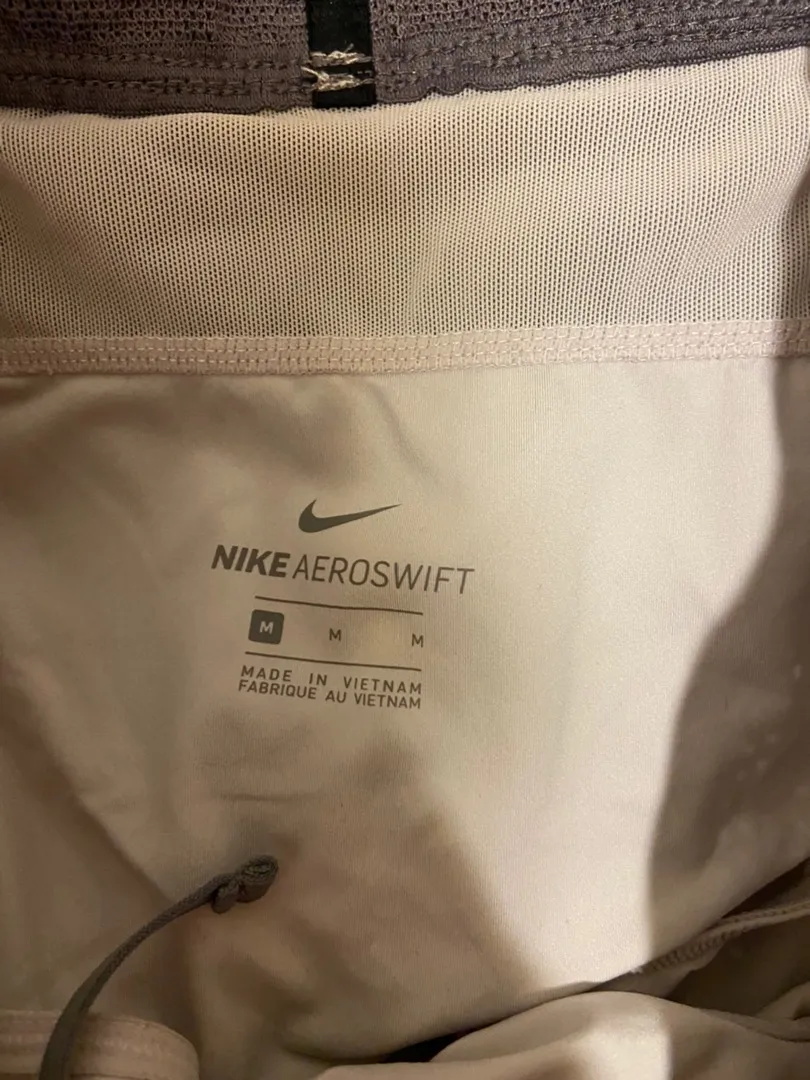 NIKE AEROSWIFT
M M M
MADE IN VIETNAM
FABRIQUE AU VIETNAM